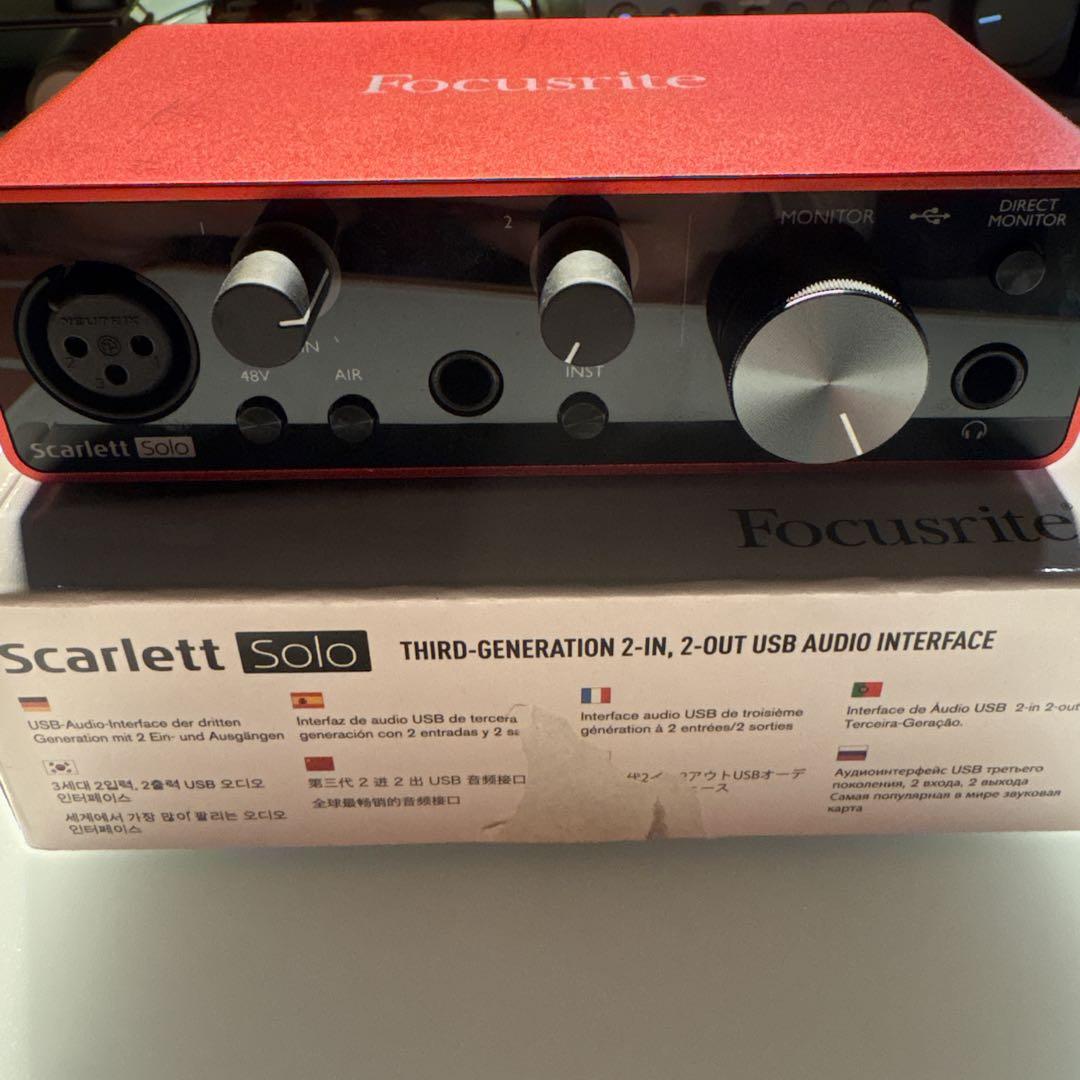 Focusrite
1
2
MONITOR
DIRECT
MONITOR
NEUTRIK
2
1
3
IN
48V
AIR
INST
Scarlett Solo
Focusrite®
Scarlett Solo THIRD-GENERATION 2-IN, 2-OUT USB AUDIO INTERFACE
USB-Audio-Interface der dritten
Generation mit 2 Ein- und Ausgängen
Interfaz de audio USB de tercera
generación con 2 entradas y 2 sa
Interface audio USB de troisième
génération à 2 entrées/2 sorties
Interface de Áudio USB 2-in 2-out
Terceira-Geração.
3세대 2입력, 2출력 USB 오디오
인터페이스
세계에서 가장 많이 팔리는 오디오
인터페이스
第三代 2 进 2 出 USB 音频接口
全球最畅销的音频接口
アウトUSBオーデ
ース
Аудиоинтерфейс USB третьего
поколения, 2 входа, 2 выхода
Самая популярная в мире звуковая
карта